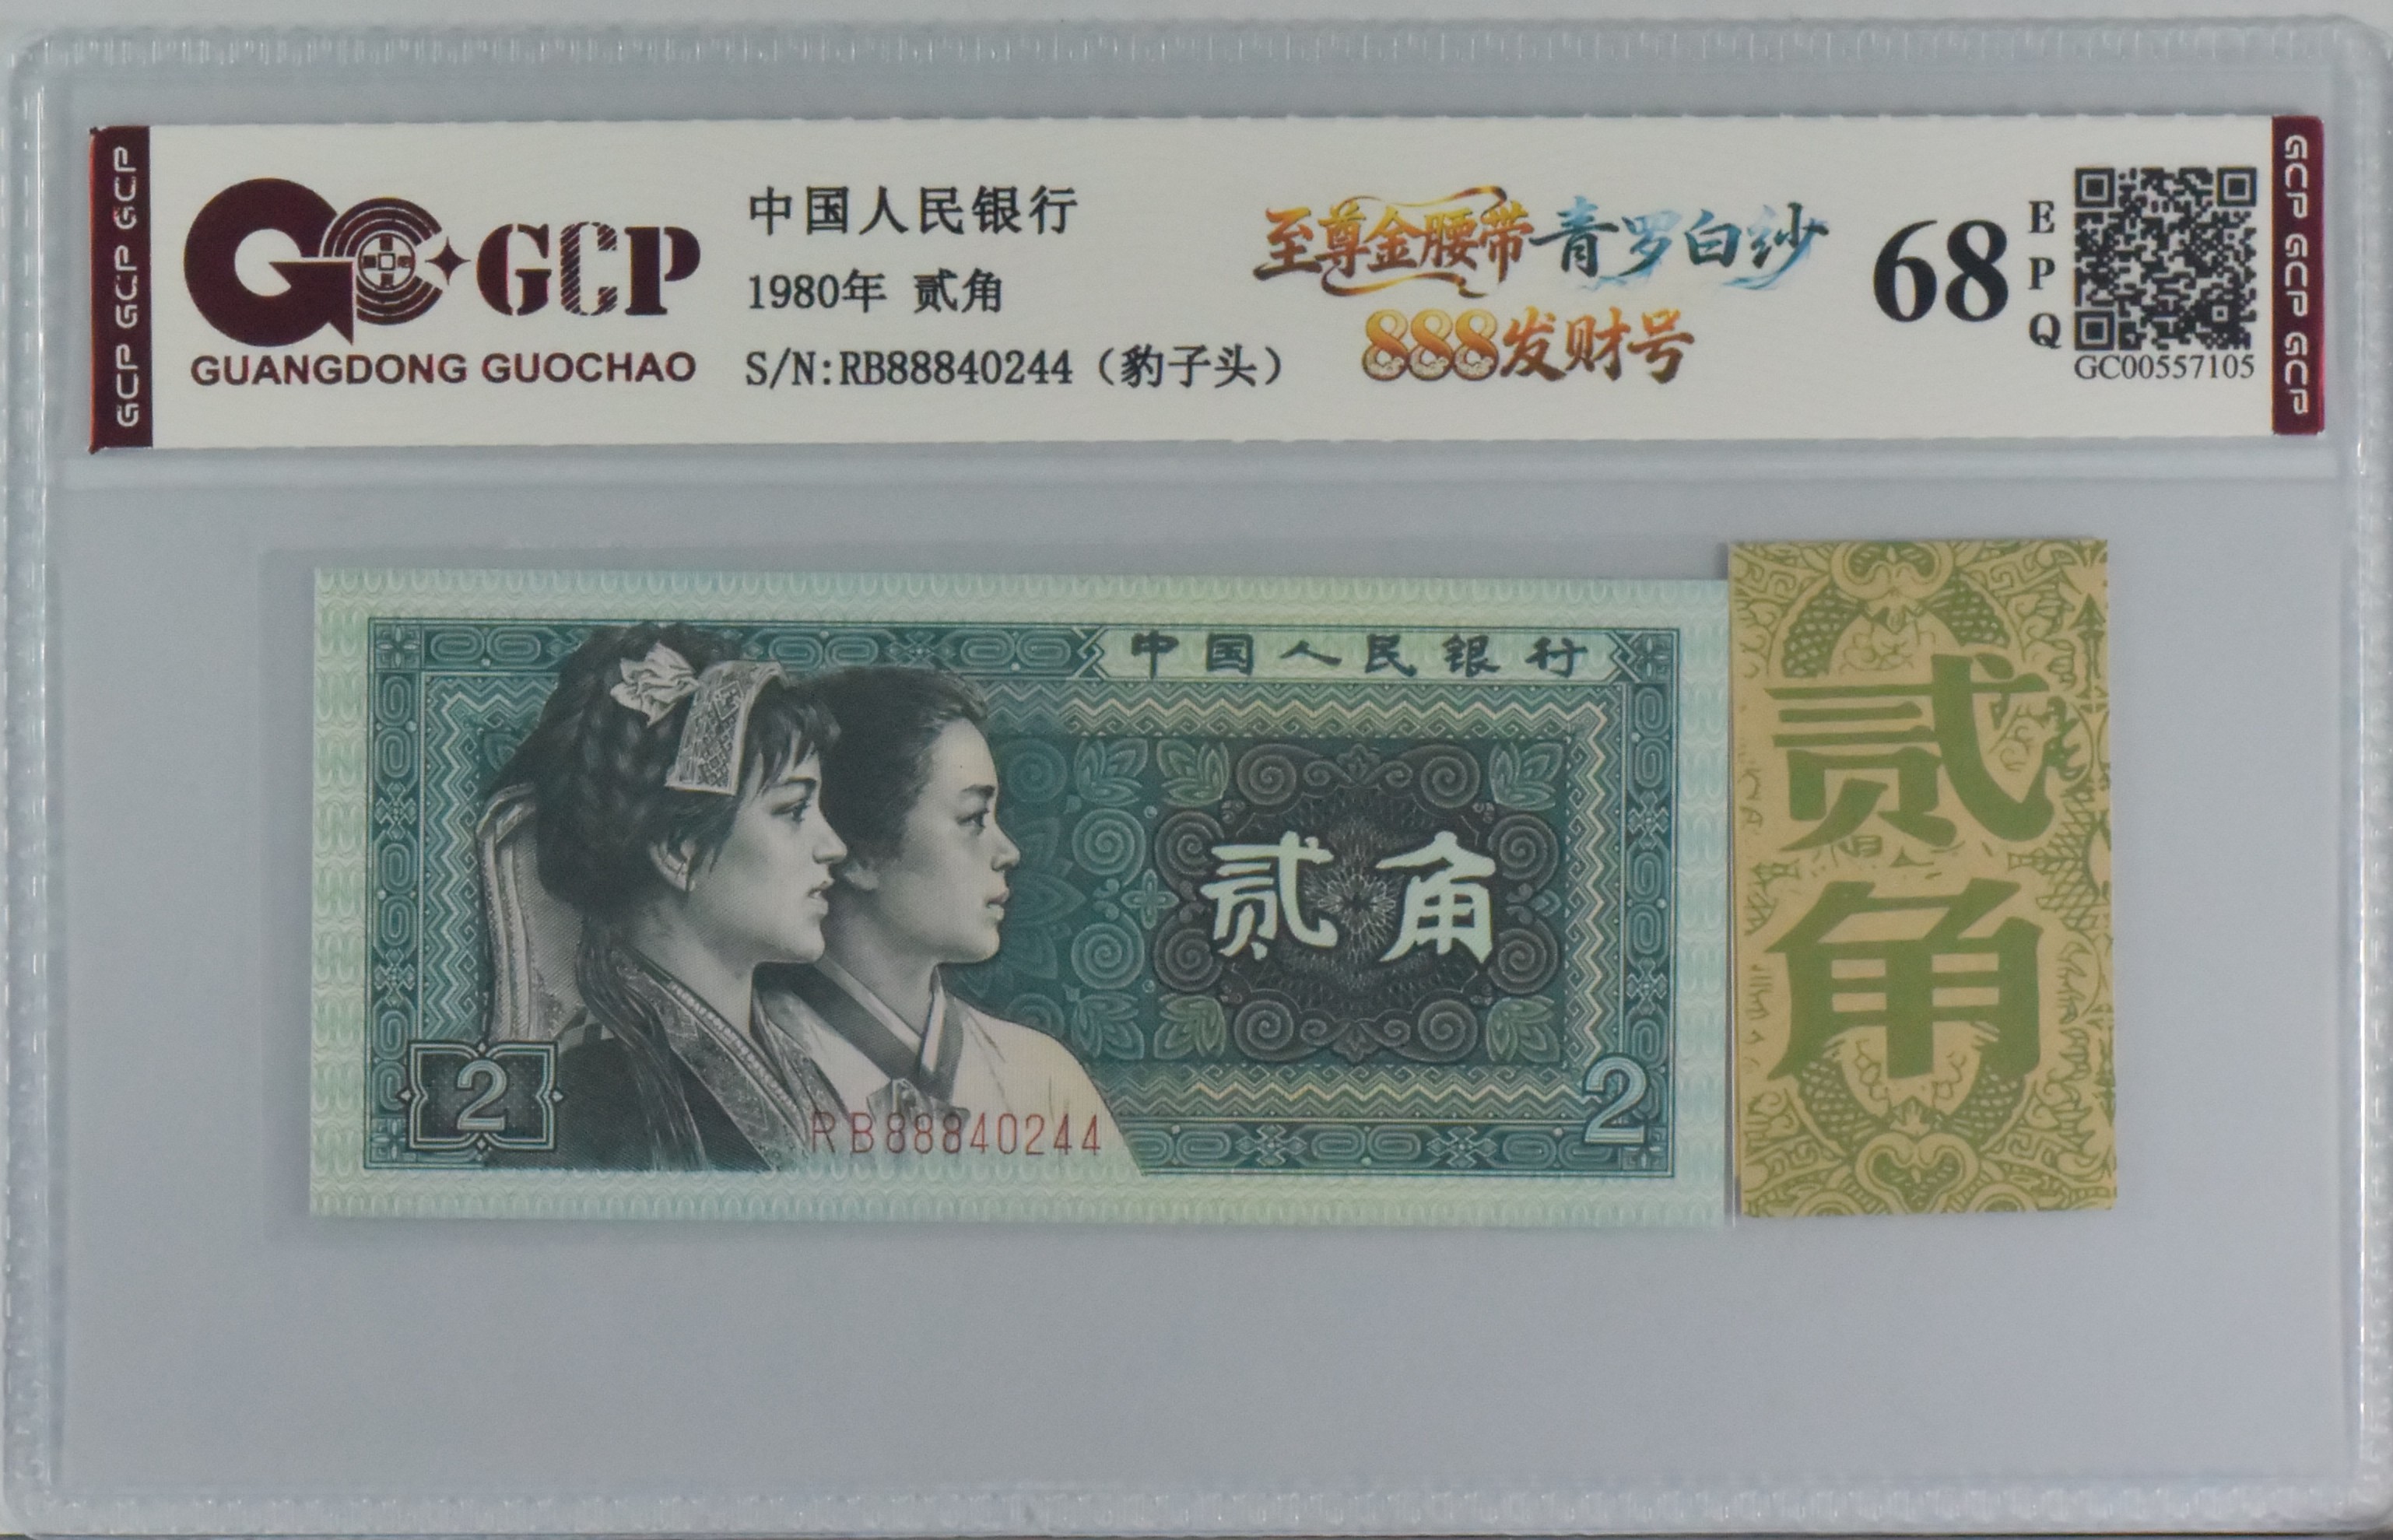 GCP GCP GCP
GCP
GUANGDONG GUOCHAO
中国人民银行
1980年 贰角
S/N:RB88840244（豹子头）
至尊金腰带青罗白纱
888发财号
68
EPQ
GC00557105
GCP GCP GCP
中国人民银行
贰角
2
RB88840244
2
贰角